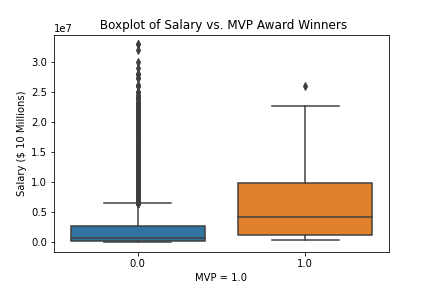 Boxplot of Salary vs. MVP Award Winners
1e7
3.0
2.5
2.0
1.5
1.0
0.5
0.0
Salary ($ 10 Millions)
0.0 1.0
MVP = 1.0